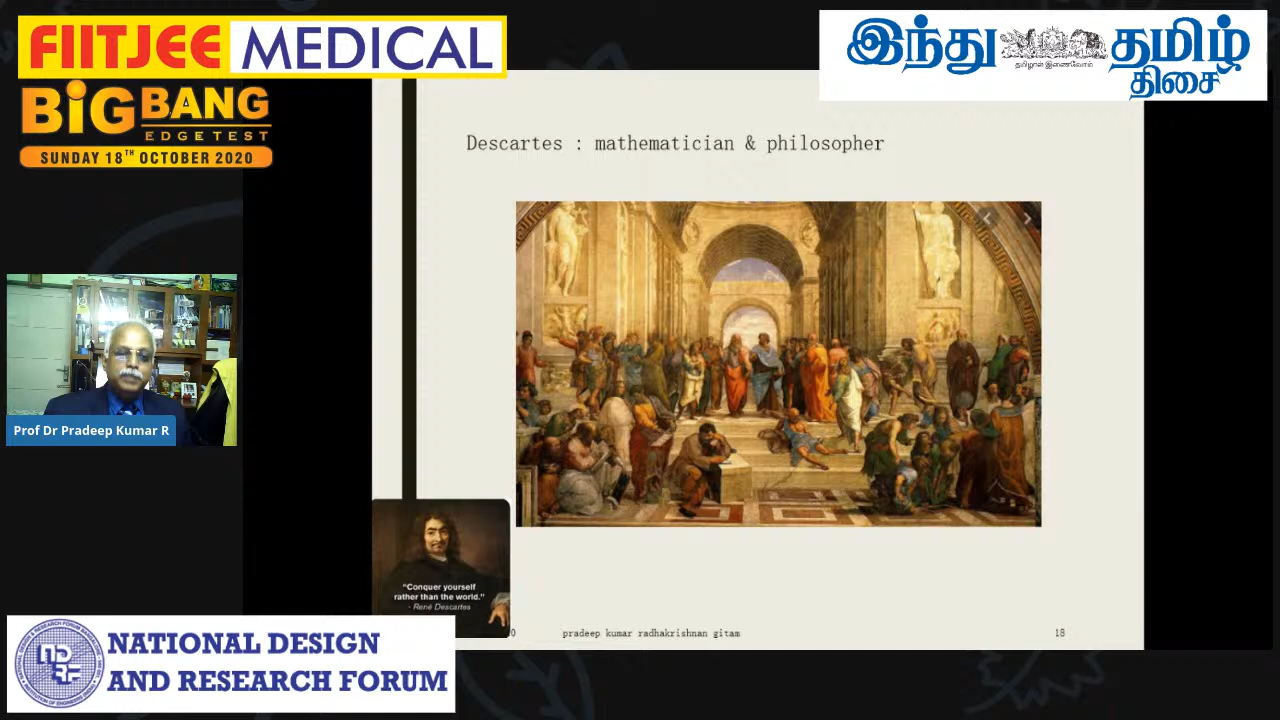 FIITJEE MEDICAL
BIG BANG
EDGE TEST
SUNDAY 18TH OCTOBER 2020
இந்து தமிழ்
தமிழால் இணைவோம்
திசை
Descartes : mathematician & philosopher
Prof Dr Pradeep Kumar R
“Conquer yourself
rather than the world.”
- René Descartes
0 pradeep kumar radhakrishnan gitam 18
NATIONAL DESIGN
AND RESEARCH FORUM
NDRF